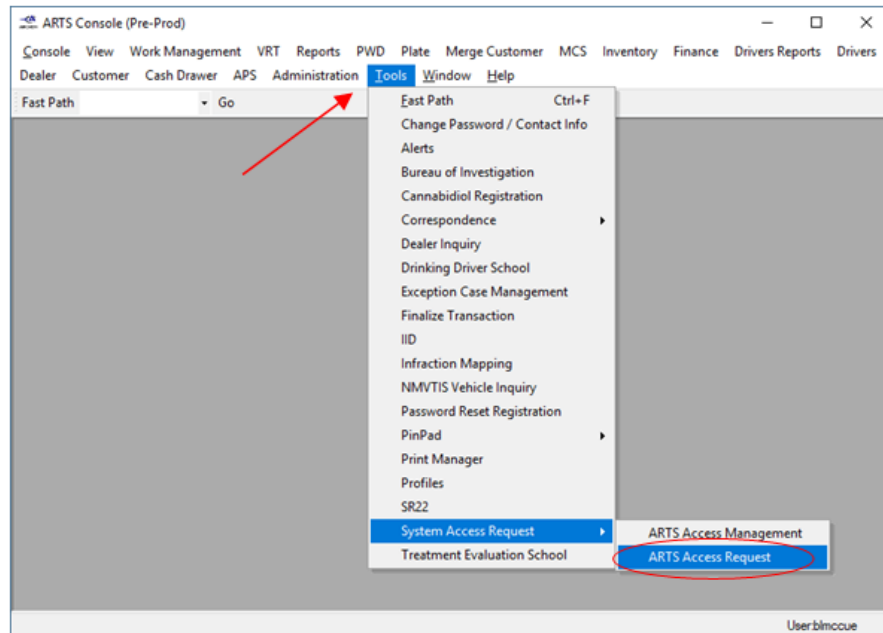 ARTS Console (Pre-Prod)
Console View Work Management VRT Reports PWD Plate Merge Customer MCS Inventory Finance Drivers Reports Drivers
Dealer Customer Cash Drawer APS Administration Tools Window Help
Fast Path Go
Fast Path Ctrl+F
Change Password / Contact Info
Alerts
Bureau of Investigation
Cannabidiol Registration
Correspondence
Dealer Inquiry
Drinking Driver School
Exception Case Management
Finalize Transaction
IID
Infraction Mapping
NMVTIS Vehicle Inquiry
Password Reset Registration
PinPad
Print Manager
Profiles
SR22
System Access Request
Treatment Evaluation School
ARTS Access Management
ARTS Access Request
User:blmccue